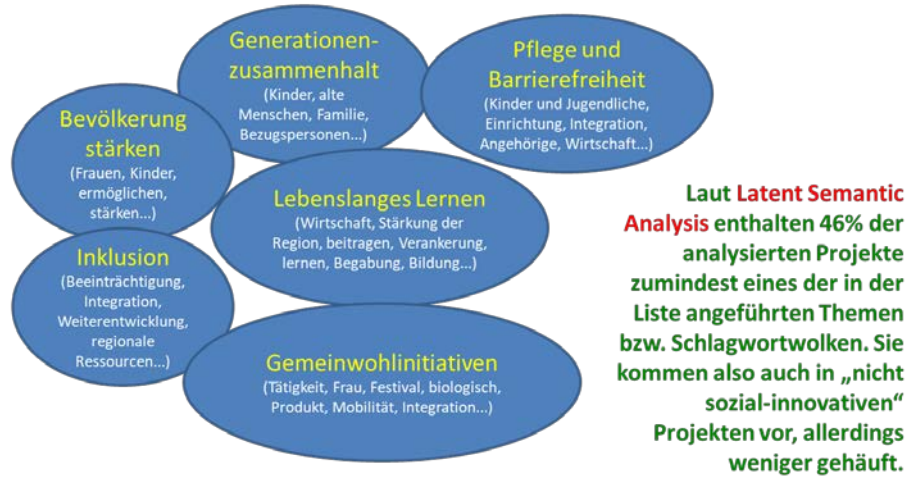 Generationen-
zusammenhalt
(Kinder, alte
Menschen, Familie,
Bezugspersonen...)
Pflege und
Barrierefreiheit
(Kinder und Jugendliche,
Einrichtung, Integration,
Angehörige, Wirtschaft...)
Bevölkerung
stärken
(Frauen, Kinder,
ermöglichen,
stärken...)
Lebenslanges Lernen
(Wirtschaft, Stärkung der
Region, beitragen, Verankerung,
lernen, Begabung, Bildung...)
Inklusion
(Beeinträchtigung,
Integration,
Weiterentwicklung,
regionale
Ressourcen...)
Gemeinwohlinitiativen
(Tätigkeit, Frau, Festival, biologisch,
Produkt, Mobilität, Integration...)
Laut Latent Semantic
Analysis enthalten 46% der
analysierten Projekte
zumindest eines der in der
Liste angeführten Themen
bzw. Schlagwortwolken. Sie
kommen also auch in „nicht
sozial-innovativen“
Projekten vor, allerdings
weniger gehäuft.